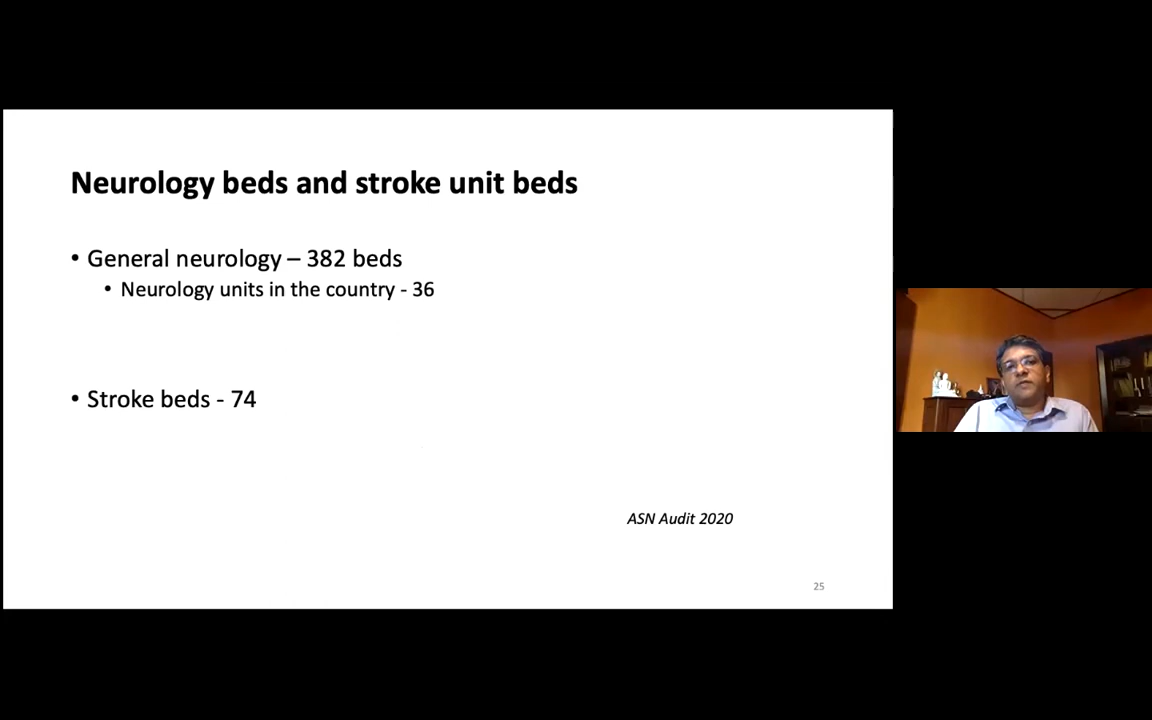 Neurology beds and stroke unit beds
• General neurology – 382 beds
• Neurology units in the country - 36
• Stroke beds - 74
ASN Audit 2020
25